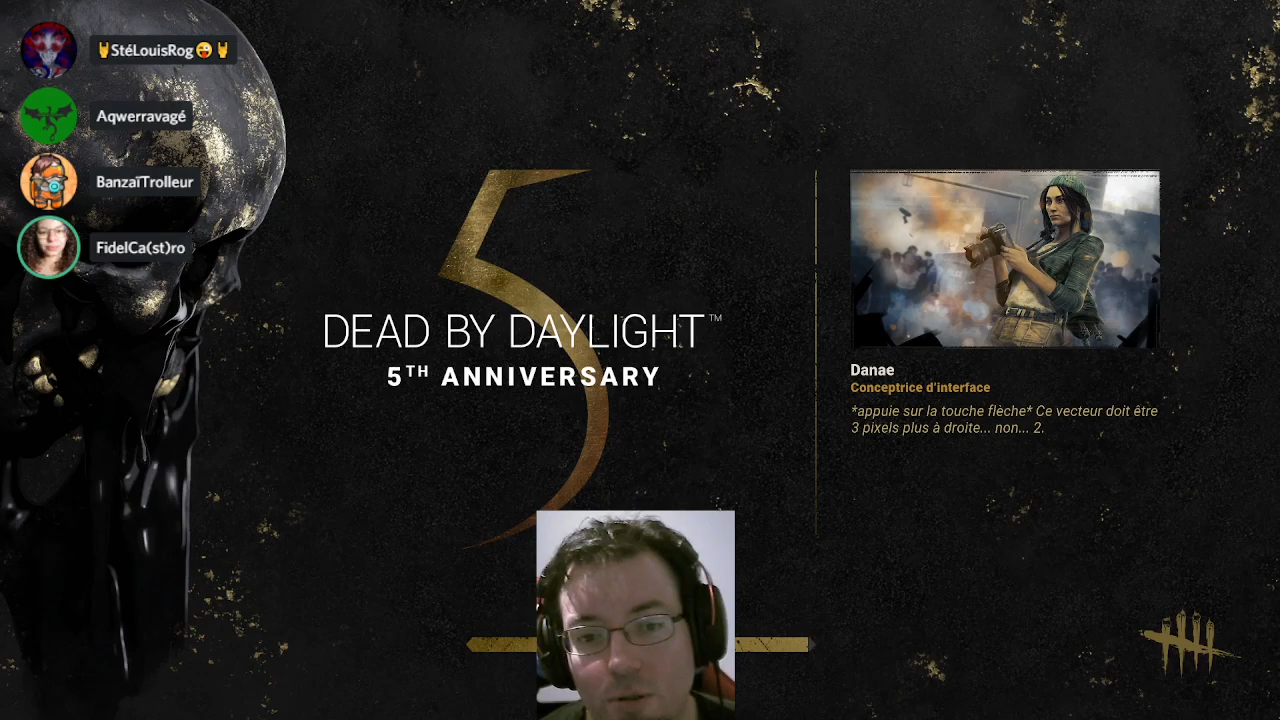 🤘StéLouisRog😜🤘
Aqwerravagé
BanzaïTrolleur
FidelCa(st)ro
5
DEAD BY DAYLIGHT™
5TH ANNIVERSARY
Danae
Conceptrice d'interface
*appuie sur la touche flèche* Ce vecteur doit être
3 pixels plus à droite... non... 2.